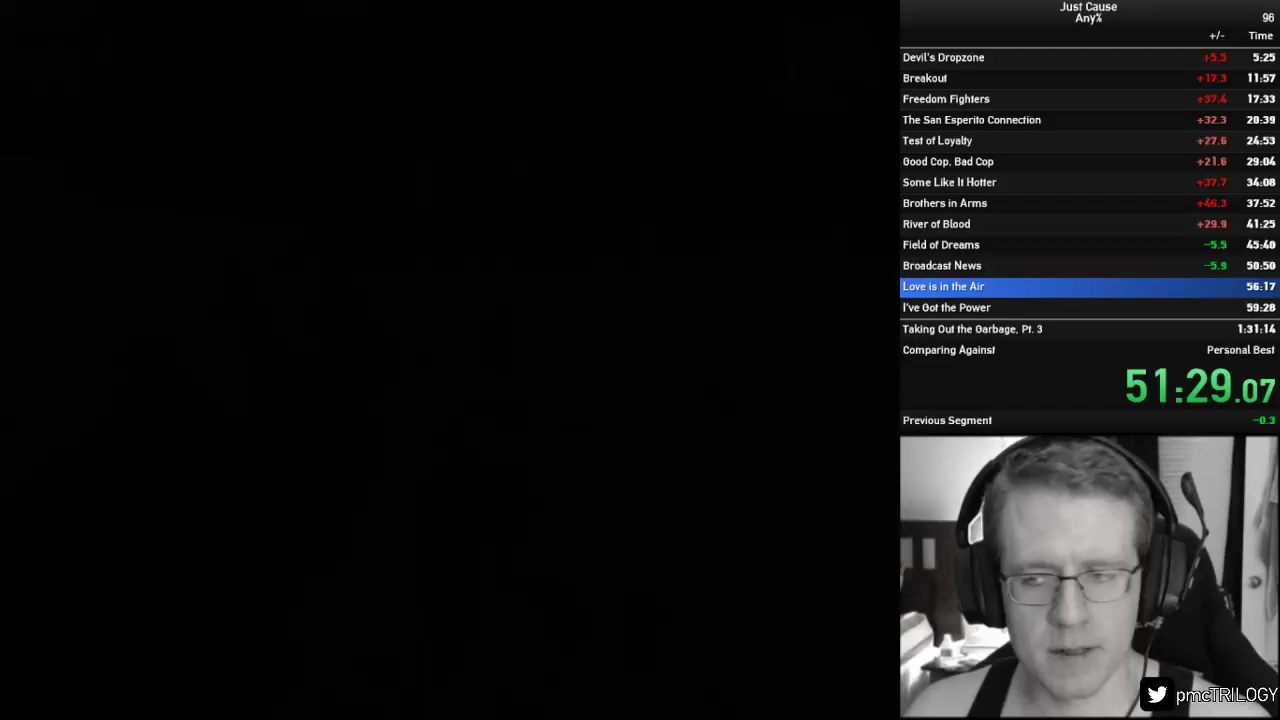 Just Cause
Any%
96
+/- Time
Devil's Dropzone +5.5 5:25
Breakout +17.3 11:57
Freedom Fighters +37.4 17:33
The San Esperito Connection +32.3 20:39
Test of Loyalty +27.6 24:53
Good Cop, Bad Cop +21.6 29:04
Some Like It Hotter +37.7 34:08
Brothers in Arms +46.3 37:52
River of Blood +29.9 41:25
Field of Dreams −5.5 45:40
Broadcast News −5.9 50:50
Love is in the Air 56:17
I've Got the Power 59:28
Taking Out the Garbage, Pt. 3 1:31:14
Comparing Against Personal Best
51:29.07
Previous Segment −0.3
pmcTRILOGY